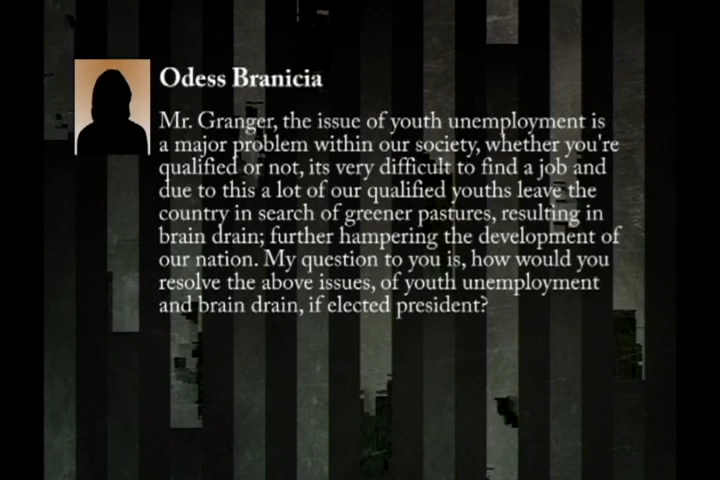 Odess Branicia
Mr. Granger, the issue of youth unemployment is
a major problem within our society, whether you're
qualified or not, its very difficult to find a job and
due to this a lot of our qualified youths leave the
country in search of greener pastures, resulting in
brain drain; further hampering the development of
our nation. My question to you is, how would you
resolve the above issues, of youth unemployment
and brain drain, if elected president?